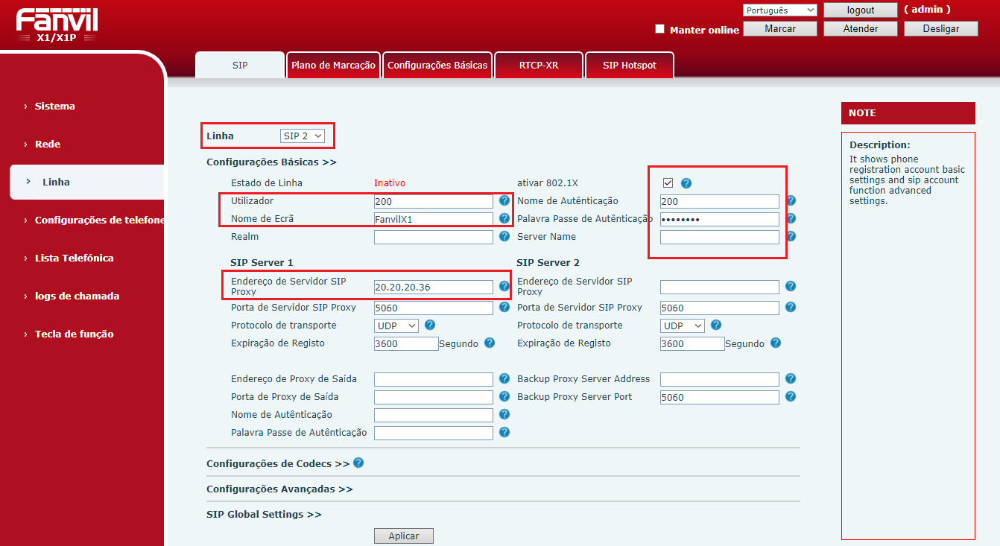 Fanvil
X1/X1P
Português
logout
( admin )
Manter online
Marcar
Atender
Desligar
SIP
Plano de Marcação
Configurações Básicas
RTCP-XR
SIP Hotspot
› Sistema
› Rede
› Linha
› Configurações de telefone
› Lista Telefónica
› logs de chamada
› Tecla de função
Linha SIP 2
Configurações Básicas >>
Estado de Linha Inativo ativar 802.1X ?
Utilizador 200 ? Nome de Autênticação 200 ?
Nome de Ecrã FanvilX1 ? Palavra Passe de Autênticação •••••••• ?
Realm ? Server Name ?
SIP Server 1 SIP Server 2
Endereço de Servidor SIP
Proxy 20.20.20.36 ?
Endereço de Servidor SIP
Proxy ?
Porta de Servidor SIP Proxy 5060 ? Porta de Servidor SIP Proxy 5060 ?
Protocolo de transporte UDP ? Protocolo de transporte UDP ?
Expiração de Registo 3600 Segundo ? Expiração de Registo 3600 Segundo ?
Endereço de Proxy de Saída ? Backup Proxy Server Address ?
Porta de Proxy de Saída ? Backup Proxy Server Port 5060 ?
Nome de Autênticação ?
Palavra Passe de Autênticação ?
Configurações de Codecs >> ?
Configurações Avançadas >>
SIP Global Settings >>
Aplicar
NOTE
Description:
It shows phone
registration account basic
settings and sip account
function advanced
settings.